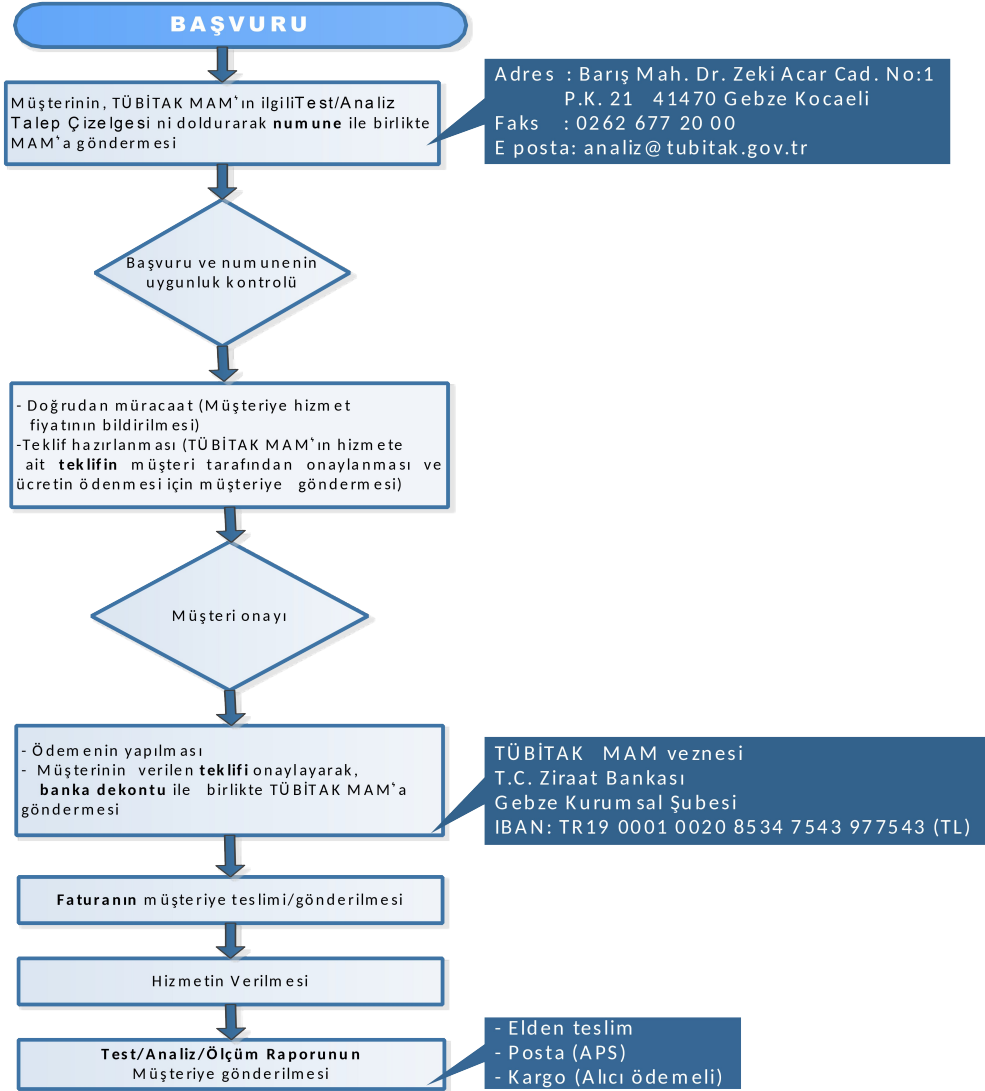 BAŞVURU
Müşterinin, TÜBİTAK MAM‵ın ilgiliTest/Analiz
Talep Çizelgesi ni doldurarak numune ile birlikte
MAM‵a göndermesi
Adres : Barış Mah. Dr. Zeki Acar Cad. No:1
P.K. 21 41470 Gebze Kocaeli
Faks : 0262 677 20 00
E posta: analiz@tubitak.gov.tr
Başvuru ve numunenin
uygunluk kontrolü
- Doğrudan müracaat (Müşteriye hizmet
fiyatının bildirilmesi)
-Teklif hazırlanması (TÜBİTAK MAM‵ın hizmete
ait teklifin müşteri tarafından onaylanması ve
ücretin ödenmesi için müşteriye göndermesi)
Müşteri onayı
- Ödemenin yapılması
- Müşterinin verilen teklifi onaylayarak,
banka dekontu ile birlikte TÜBİTAK MAM‵a
göndermesi
TÜBİTAK MAM veznesi
T.C. Ziraat Bankası
Gebze Kurumsal Şubesi
IBAN: TR19 0001 0020 8534 7543 977543 (TL)
Faturanın müşteriye teslimi/gönderilmesi
Hizmetin Verilmesi
Test/Analiz/Ölçüm Raporunun
Müşteriye gönderilmesi
- Elden teslim
- Posta (APS)
- Kargo (Alıcı ödemeli)